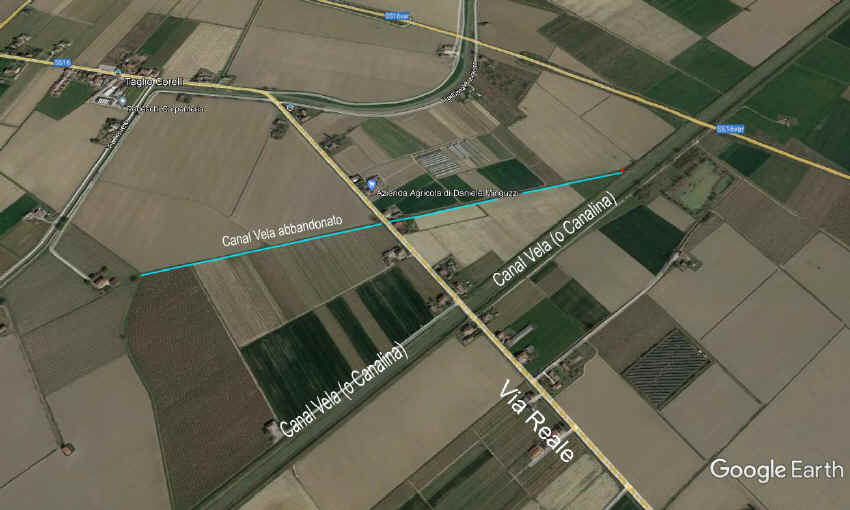 SS16var
SS16
Taglio Corelli
Azienda Agricola di Daniele Minguzzi
SS16var
Canal Vela abbandonato
Canal Vela (o Canalina)
Canal Vela (o Canalina)
Via Reale
Google Earth